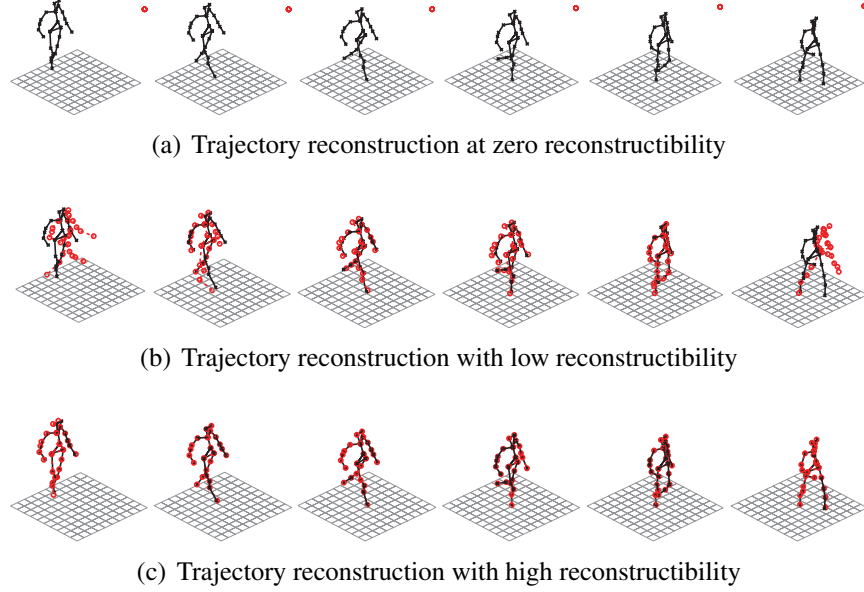 (a) Trajectory reconstruction at zero reconstructibility
(b) Trajectory reconstruction with low reconstructibility
(c) Trajectory reconstruction with high reconstructibility